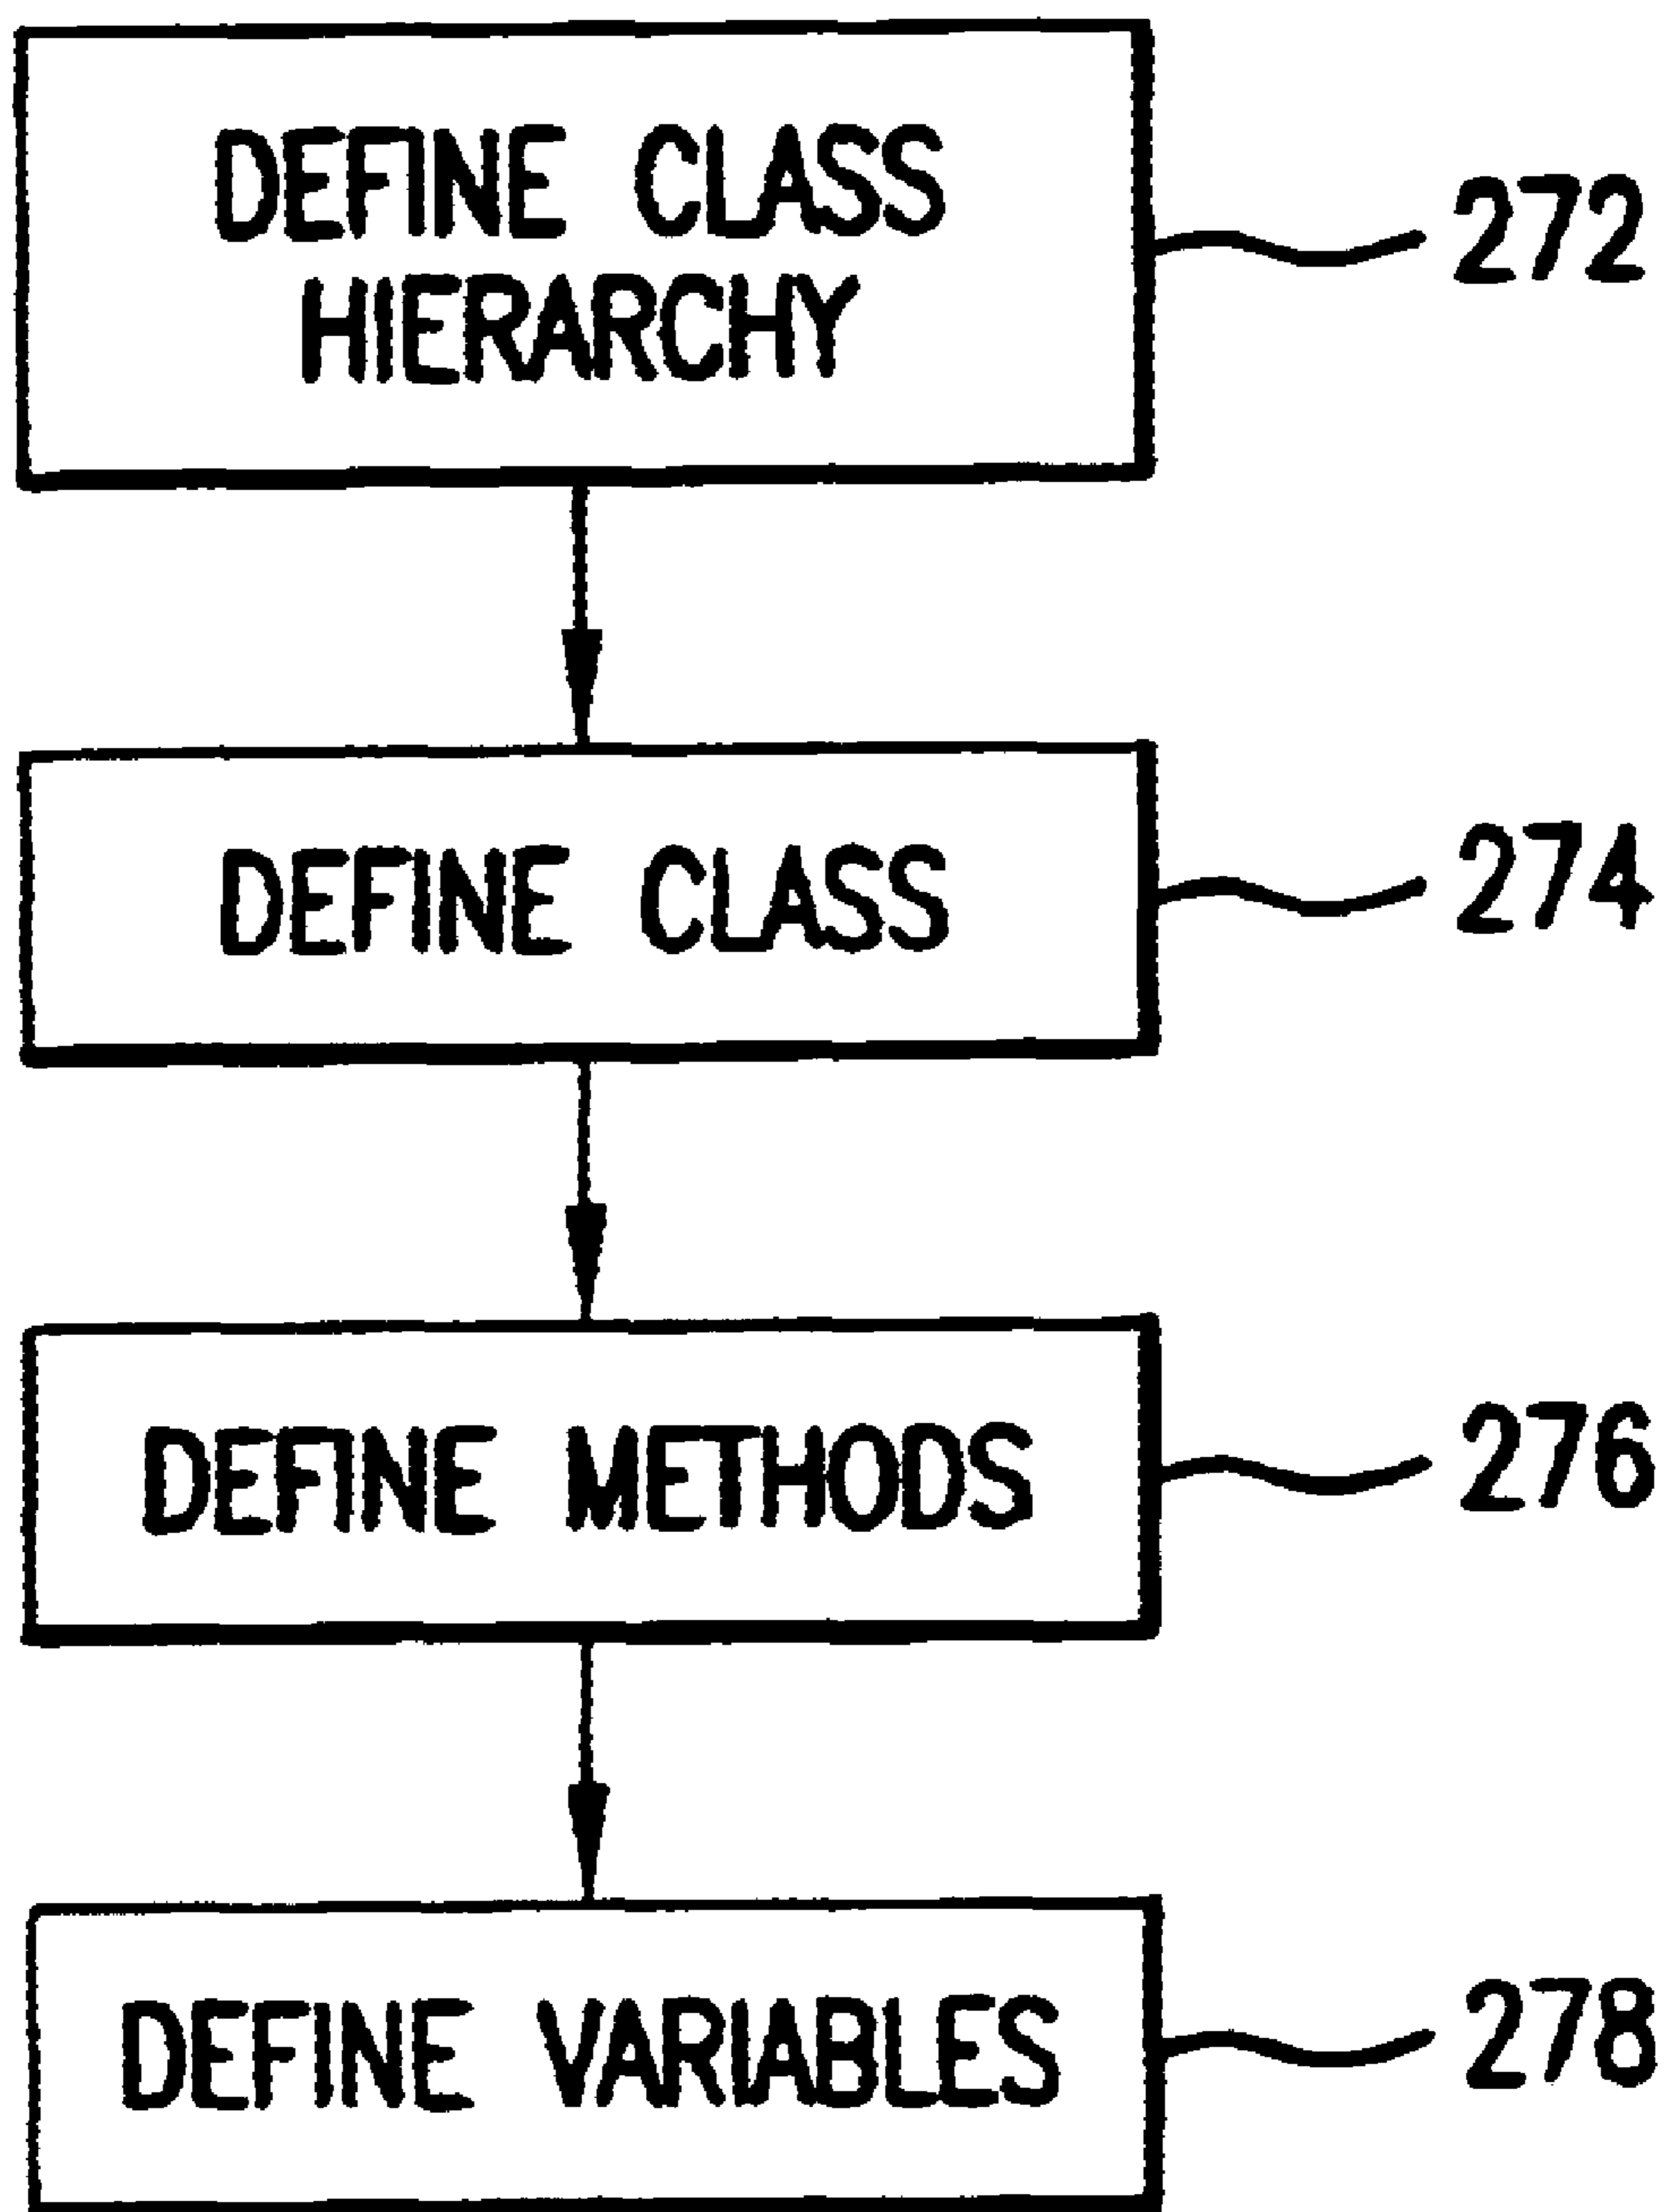 DEFINE CLASS
HIERARCHY
272
DEFINE CLASS
274
DEFINE METHODS
276
DEFINE VARIABLES
278